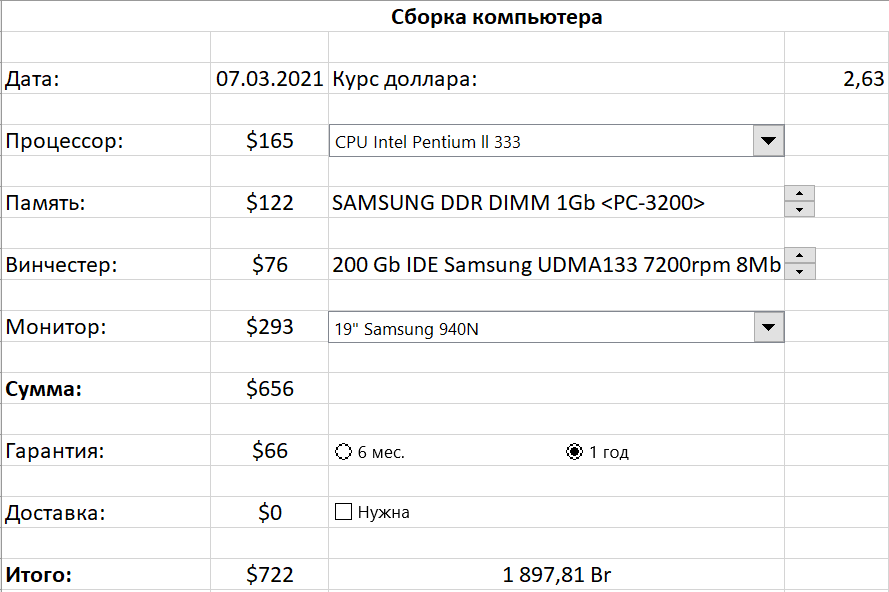 Сборка компьютера
Дата: 07.03.2021 Курс доллара: 2,63
Процессор: $165 CPU Intel Pentium ll 333
Память: $122 SAMSUNG DDR DIMM 1Gb <PC-3200>
Винчестер: $76 200 Gb IDE Samsung UDMA133 7200rpm 8Mb
Монитор: $293 19" Samsung 940N
Сумма: $656
Гарантия: $66 6 мес. 1 год
Доставка: $0 Нужна
Итого: $722 1 897,81 Br